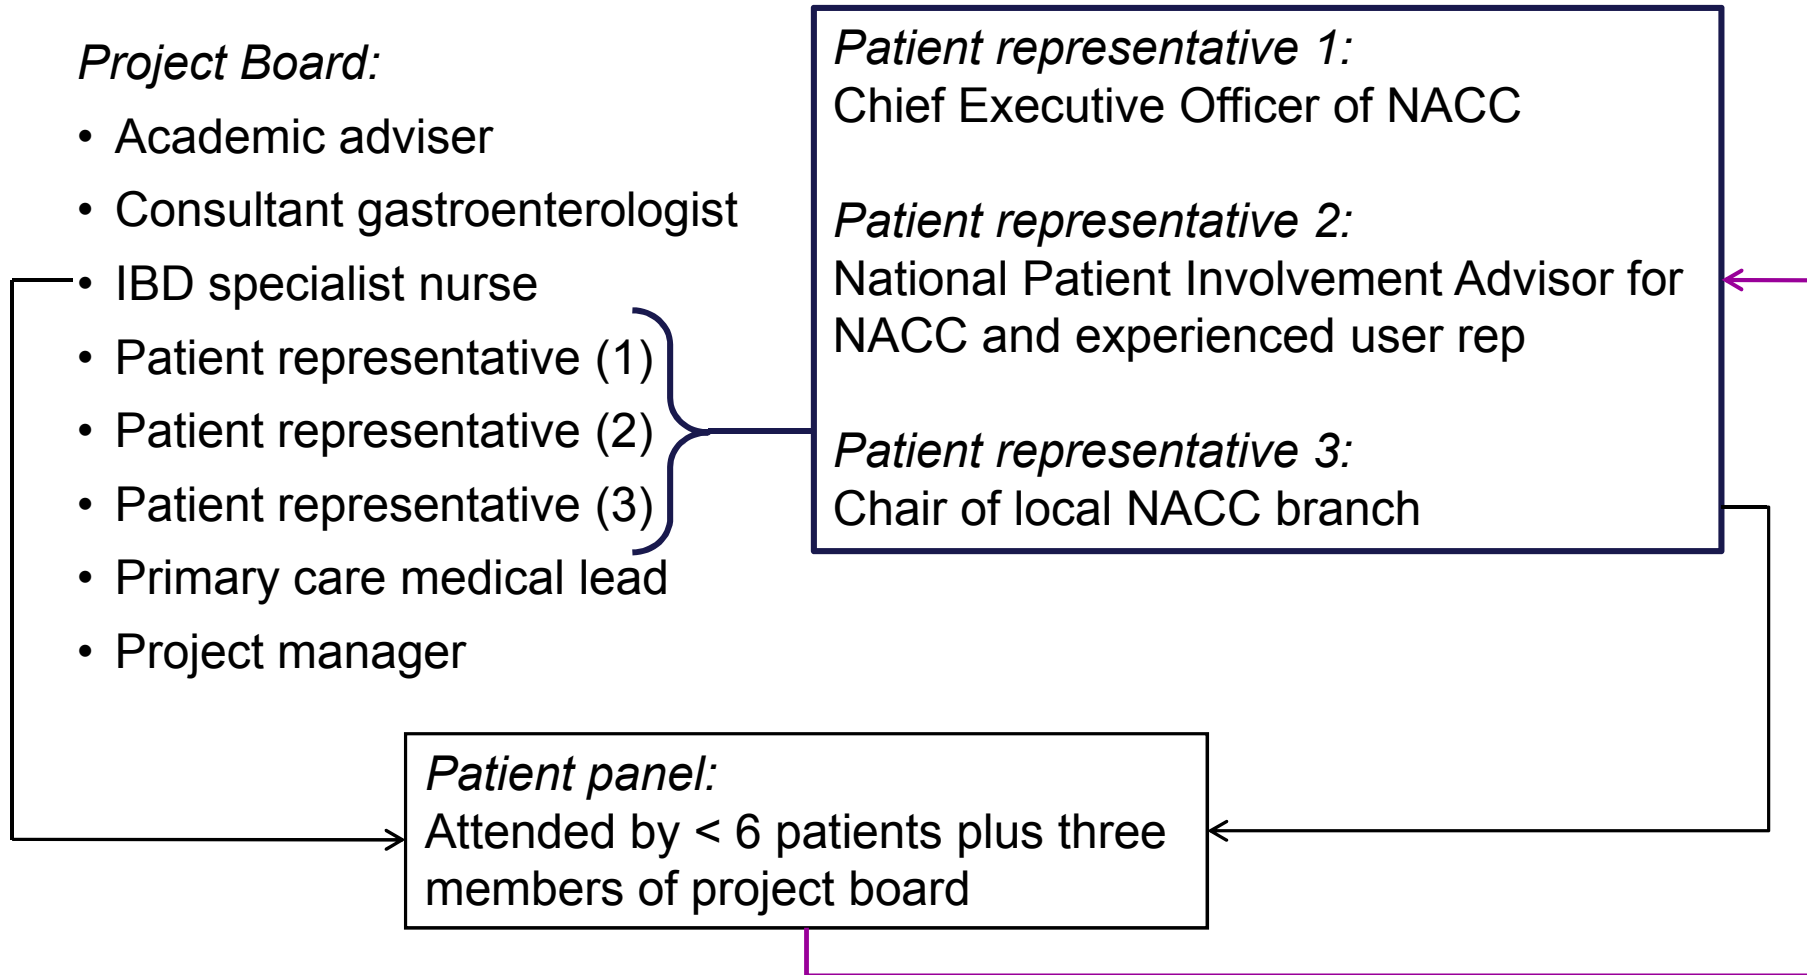 Project Board:
• Academic adviser
• Consultant gastroenterologist
• IBD specialist nurse
• Patient representative (1)
• Patient representative (2)
• Patient representative (3)
• Primary care medical lead
• Project manager
Patient representative 1:
Chief Executive Officer of NACC
Patient representative 2:
National Patient Involvement Advisor for
NACC and experienced user rep
Patient representative 3:
Chair of local NACC branch
Patient panel:
Attended by < 6 patients plus three
members of project board